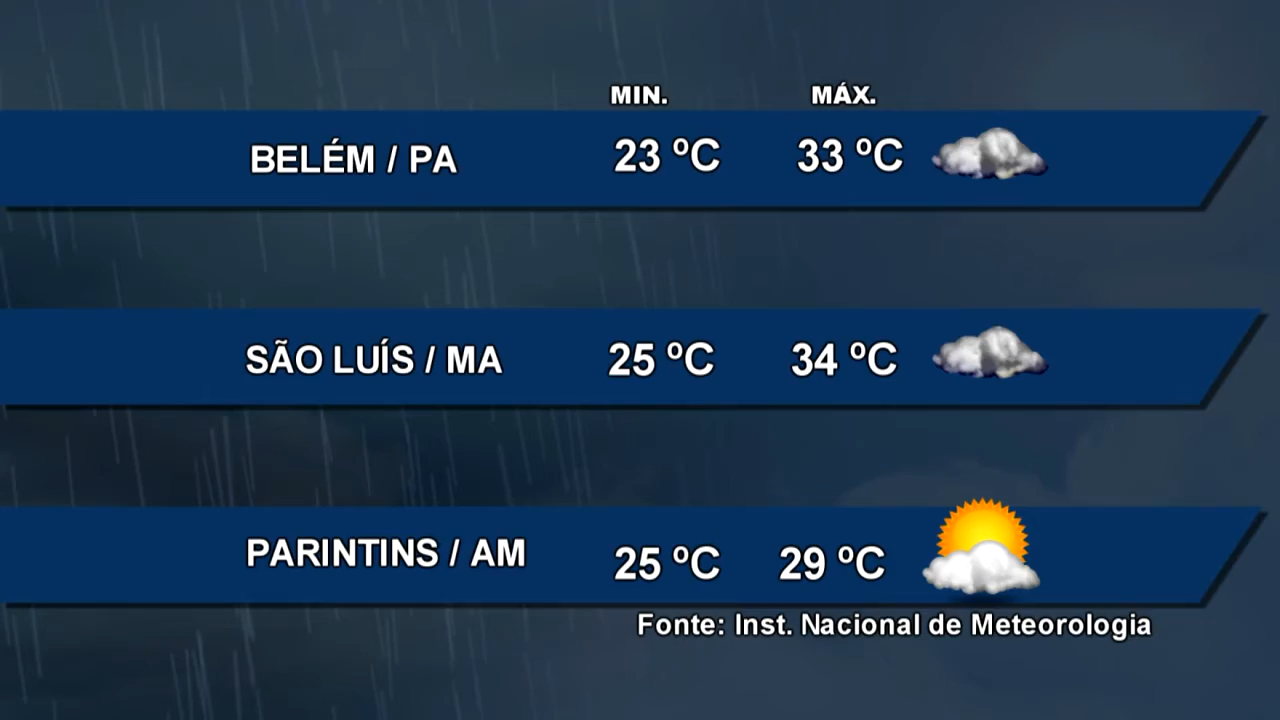 MIN. MÁX.
BELÉM / PA 23 ºC 33 ºC
SÃO LUÍS / MA 25 ºC 34 ºC
PARINTINS / AM 25 ºC 29 ºC
Fonte: Inst. Nacional de Meteorologia